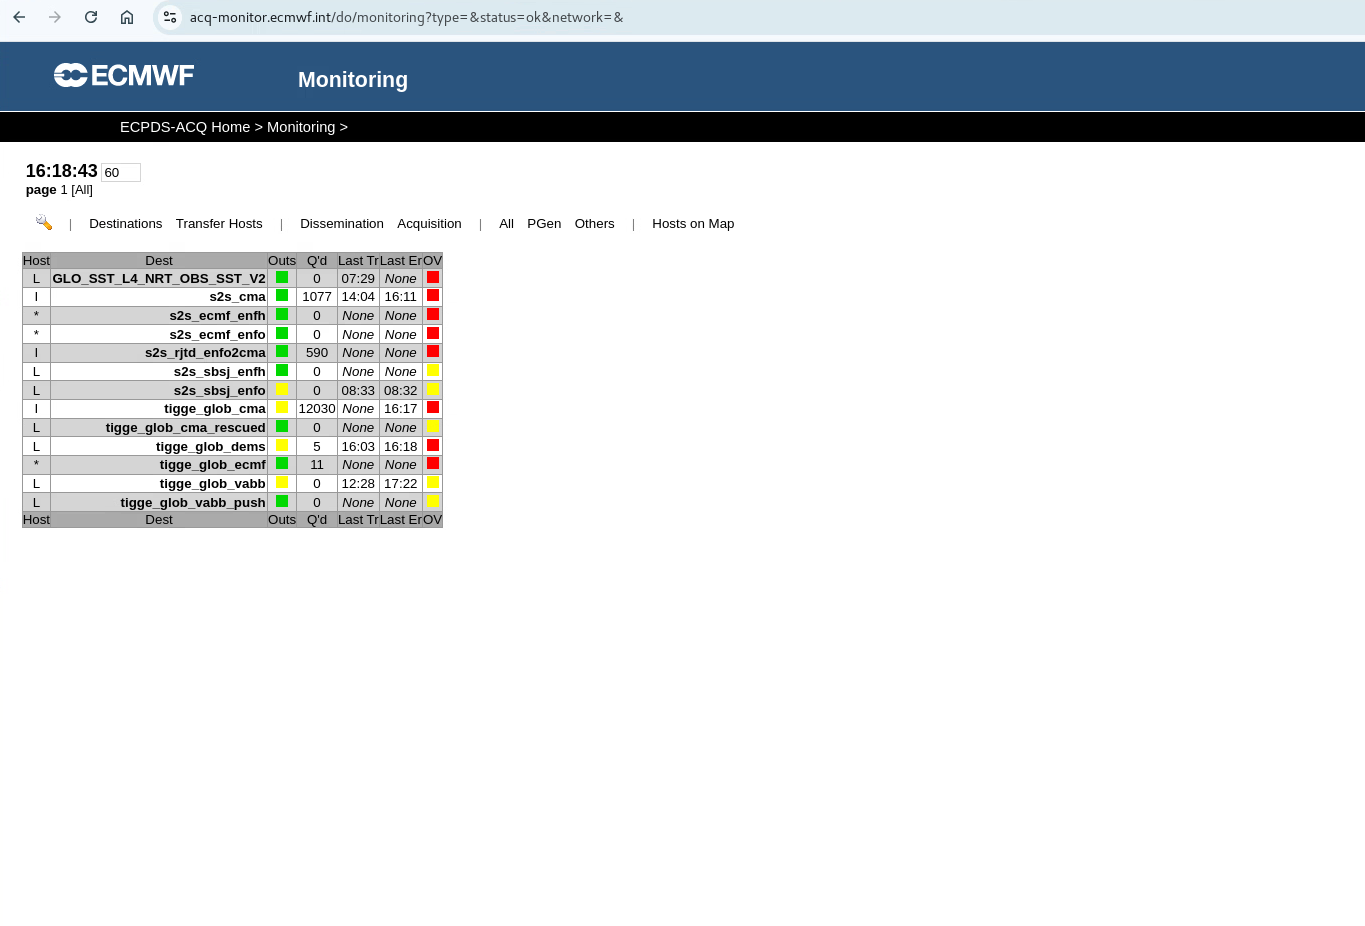 acq-monitor.ecmwf.int/do/monitoring?type=&status=ok&network=&
ECMWF
Monitoring
ECPDS-ACQ Home > Monitoring >
16:18:43 60
page 1 [All]
| Destinations Transfer Hosts | Dissemination Acquisition | All PGen Others | Hosts on Map
Host Dest Outs Q'd Last Tr Last Er OV
L GLO_SST_L4_NRT_OBS_SST_V2 0 07:29 None
I s2s_cma 1077 14:04 16:11
* s2s_ecmf_enfh 0 None None
* s2s_ecmf_enfo 0 None None
I s2s_rjtd_enfo2cma 590 None None
L s2s_sbsj_enfh 0 None None
L s2s_sbsj_enfo 0 08:33 08:32
I tigge_glob_cma 12030 None 16:17
L tigge_glob_cma_rescued 0 None None
L tigge_glob_dems 5 16:03 16:18
* tigge_glob_ecmf 11 None None
L tigge_glob_vabb 0 12:28 17:22
L tigge_glob_vabb_push 0 None None
Host Dest Outs Q'd Last Tr Last Er OV